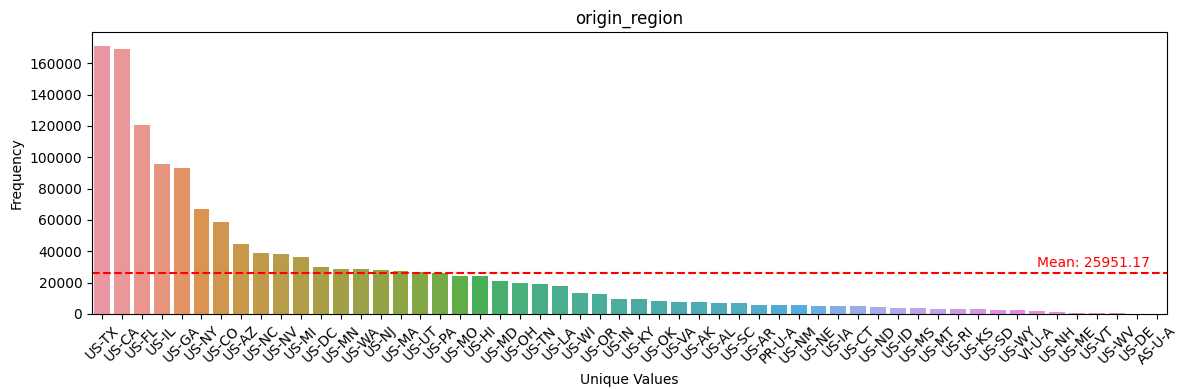 origin_region
Frequency
160000
140000
120000
100000
80000
60000
40000
20000
0
Mean: 25951.17
US-TX
US-CA
US-FL
US-IL
US-GA
US-NY
US-CO
US-AZ
US-NC
US-NV
US-MI
US-DC
US-MN
US-WA
US-NJ
US-MA
US-UT
US-PA
US-MO
US-HI
US-MD
US-OH
US-TN
US-LA
US-WI
US-OR
US-IN
US-KY
US-OK
US-VA
US-AK
US-AL
US-SC
US-AR
PR-U-A
US-NM
US-NE
US-IA
US-CT
US-ND
US-ID
US-MS
US-MT
US-RI
US-KS
US-SD
US-WY
VI-U-A
US-NH
US-ME
US-VT
US-WV
US-DE
AS-U-A
Unique Values